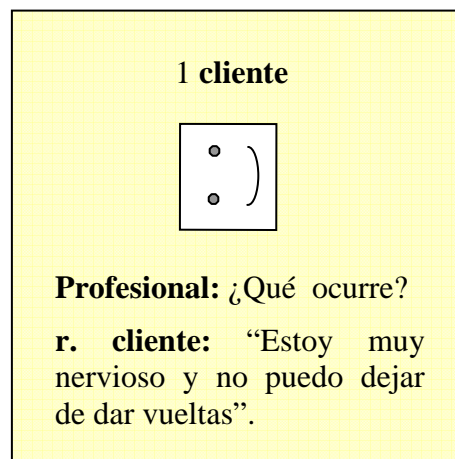 1 cliente
Profesional: ¿Qué ocurre?
r. cliente: “Estoy muy
nervioso y no puedo dejar
de dar vueltas”.